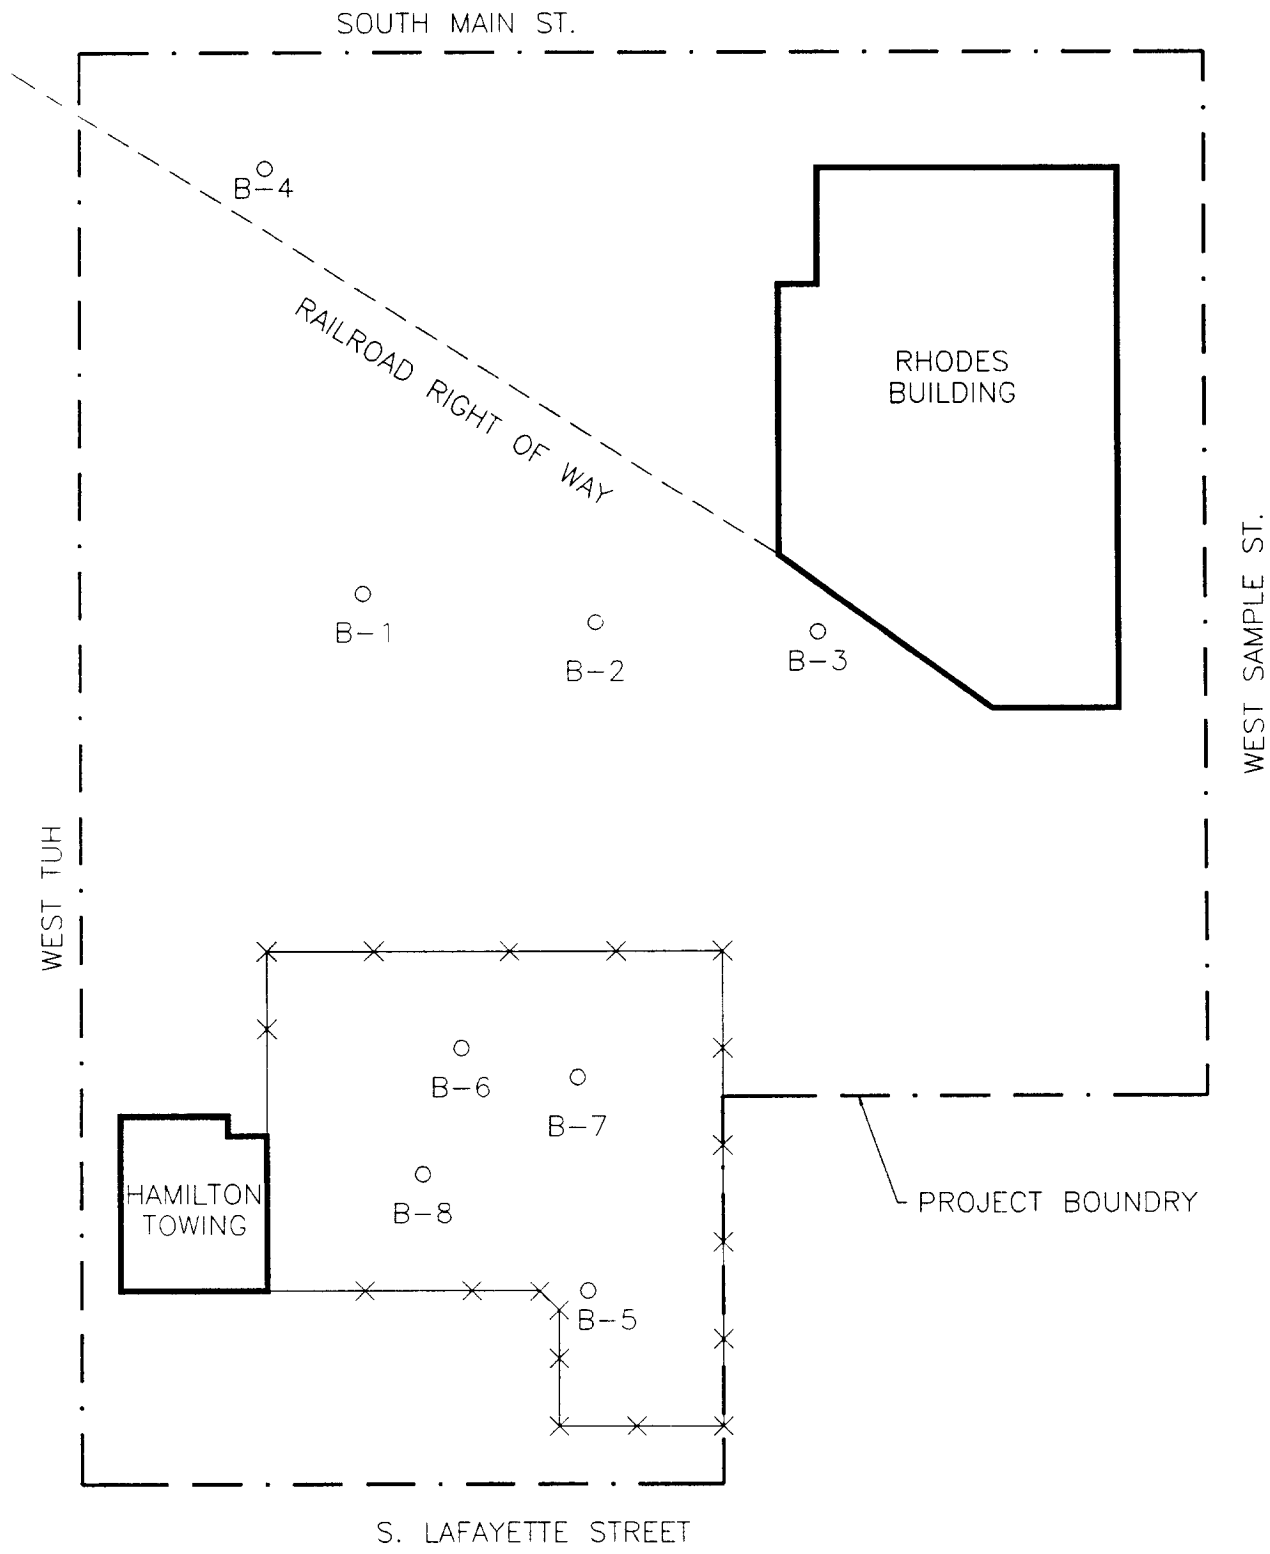 SOUTH MAIN ST.
B-4
RAILROAD RIGHT OF WAY
RHODES
BUILDING
WEST SAMPLE ST.
B-1
B-2
B-3
WEST TUH
B-6
B-7
HAMILTON
TOWING
B-8
PROJECT BOUNDRY
B-5
S. LAFAYETTE STREET